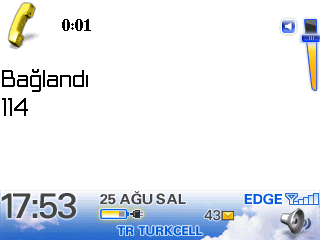 0:01
Bağlandı
114
17:53
25 AĞU SAL
EDGE
43
TR TURKCELL